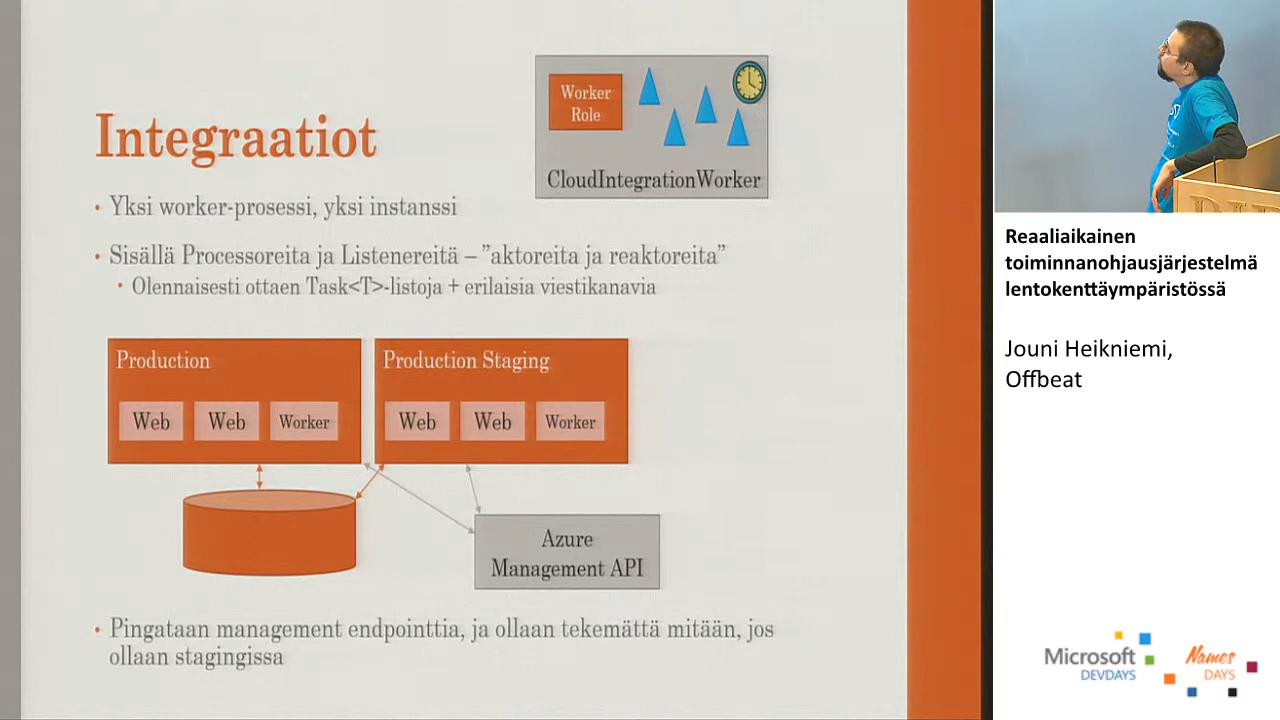 Integraatiot
Worker
Role
CloudIntegrationWorker
• Yksi worker-prosessi, yksi instanssi
• Sisällä Processoreita ja Listenereitä – ”aktoreita ja reaktoreita”
• Olennaisesti ottaen Task<T>-listoja + erilaisia viestikanavia
Production
Web
Web
Worker
Production Staging
Web
Web
Worker
Azure
Management API
• Pingataan management endpointtia, ja ollaan tekemättä mitään, jos
ollaan stagingissa
Reaaliaikainen
toiminnanohjausjärjestelmä
lentokenttäympäristössä
Jouni Heikniemi,
Offbeat
Microsoft
DEVDAYS
Names
DAYS